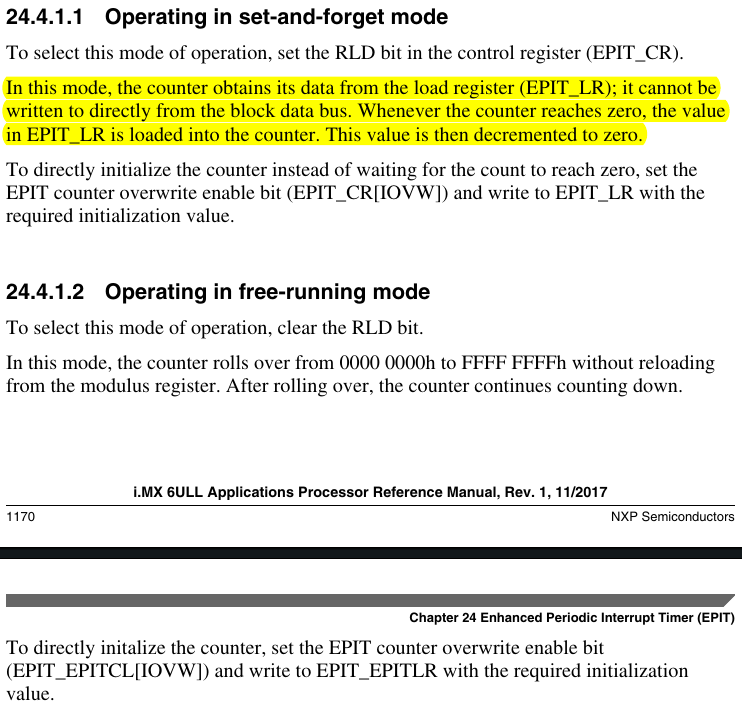 24.4.1.1 Operating in set-and-forget mode
To select this mode of operation, set the RLD bit in the control register (EPIT_CR).
In this mode, the counter obtains its data from the load register (EPIT_LR); it cannot be
written to directly from the block data bus. Whenever the counter reaches zero, the value
in EPIT_LR is loaded into the counter. This value is then decremented to zero.
To directly initialize the counter instead of waiting for the count to reach zero, set the
EPIT counter overwrite enable bit (EPIT_CR[IOVW]) and write to EPIT_LR with the
required initialization value.
24.4.1.2 Operating in free-running mode
To select this mode of operation, clear the RLD bit.
In this mode, the counter rolls over from 0000 0000h to FFFF FFFFh without reloading
from the modulus register. After rolling over, the counter continues counting down.
i.MX 6ULL Applications Processor Reference Manual, Rev. 1, 11/2017
1170 NXP Semiconductors
Chapter 24 Enhanced Periodic Interrupt Timer (EPIT)
To directly initalize the counter, set the EPIT counter overwrite enable bit
(EPIT_EPITCL[IOVW]) and write to EPIT_EPITLR with the required initialization
value.